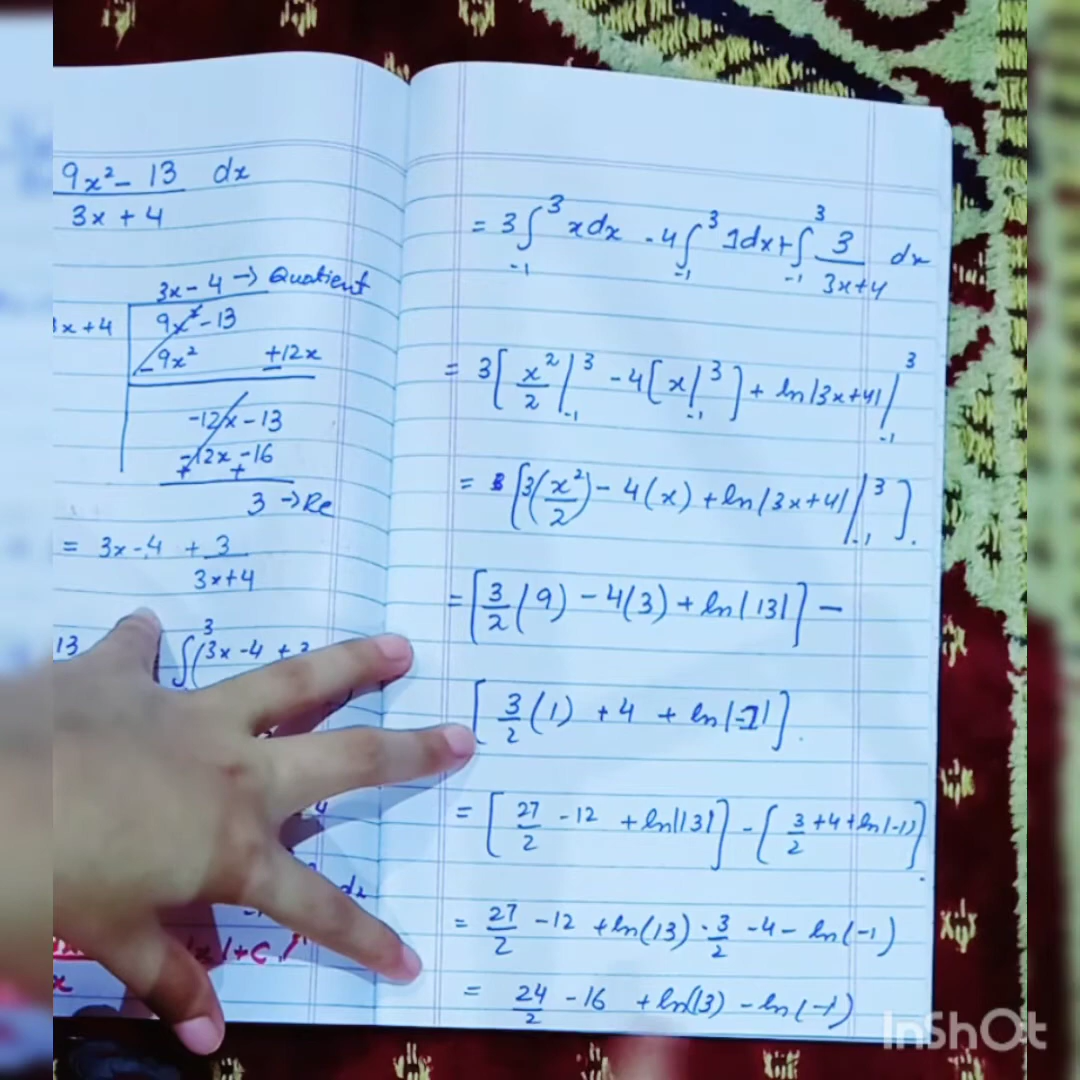 9x² - 13 dx
3x + 4
3x - 4 → Quotient
3x + 4
9x² - 13
-9x² ±12x
-12x - 13
-12x - 16
+ +
3 → Re
= 3x - 4 + 3
3x+4
13
3
∫(3x - 4 +
dx
|x|+C
x
= 3∫³₋₁ x dx - 4∫³₋₁ 1dx + ∫³₋₁ 3/(3x+4) dx
= 3[x²/2|³₋₁ - 4[x|³₋₁] + ln|3x+4||³₋₁
= [3(x²/2) - 4(x) + ln|3x+4||³₋₁].
= [3/2(9) - 4(3) + ln|13|] -
[3/2(1) + 4 + ln|-1|].
= [27/2 - 12 + ln|13|] - [3/2 + 4 + ln(-1)].
= 27/2 - 12 + ln(13) - 3/2 - 4 - ln(-1)
= 24/2 - 16 + ln(13) - ln(-1)
InShOt